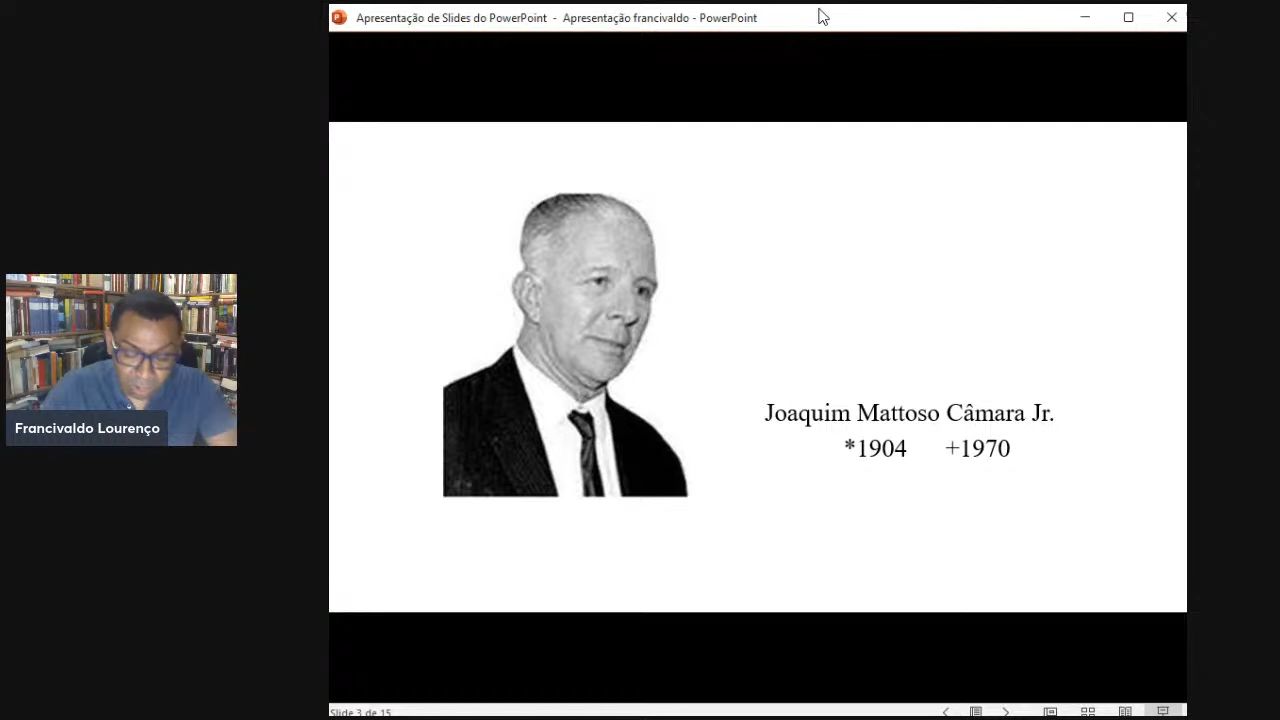 Apresentação de Slides do PowerPoint - Apresentação francivaldo - PowerPoint
Francivaldo Lourenço
Joaquim Mattoso Câmara Jr.
*1904 +1970
Slide 3 de 15